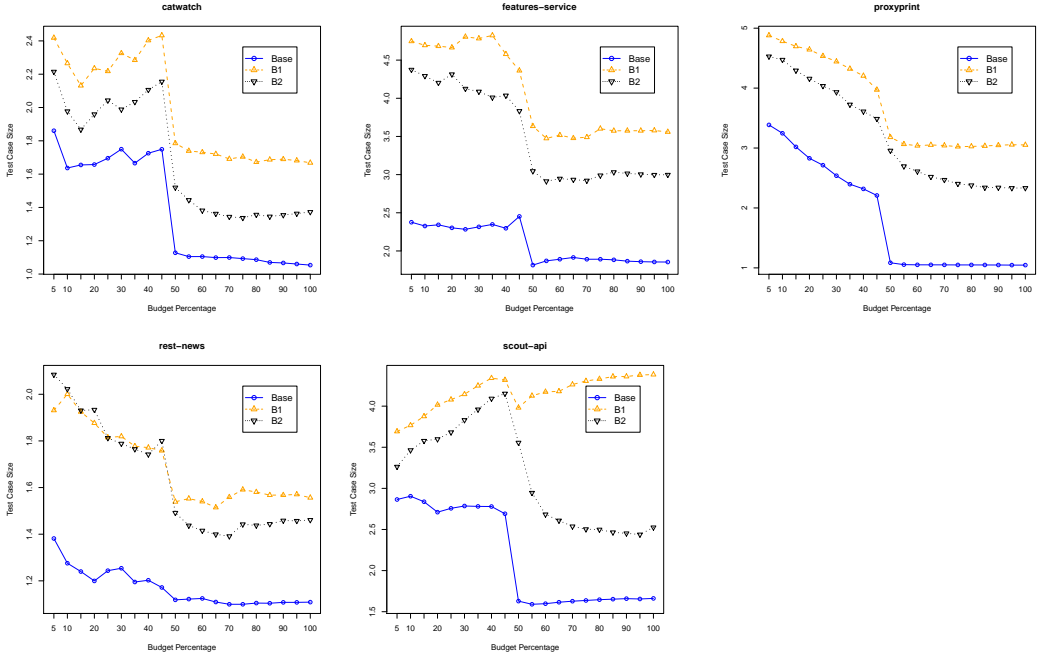 catwatch
Test Case Size
1.0 1.2 1.4 1.6 1.8 2.0 2.2 2.4
Base
B1
B2
5 10 20 30 40 50 60 70 80 90 100
Budget Percentage
features−service
Test Case Size
2.0 2.5 3.0 3.5 4.0 4.5
Base
B1
B2
5 10 20 30 40 50 60 70 80 90 100
Budget Percentage
proxyprint
Test Case Size
1 2 3 4 5
Base
B1
B2
5 10 20 30 40 50 60 70 80 90 100
Budget Percentage
rest−news
Test Case Size
1.2 1.4 1.6 1.8 2.0
Base
B1
B2
5 10 20 30 40 50 60 70 80 90 100
Budget Percentage
scout−api
Test Case Size
1.5 2.0 2.5 3.0 3.5 4.0
Base
B1
B2
5 10 20 30 40 50 60 70 80 90 100
Budget Percentage